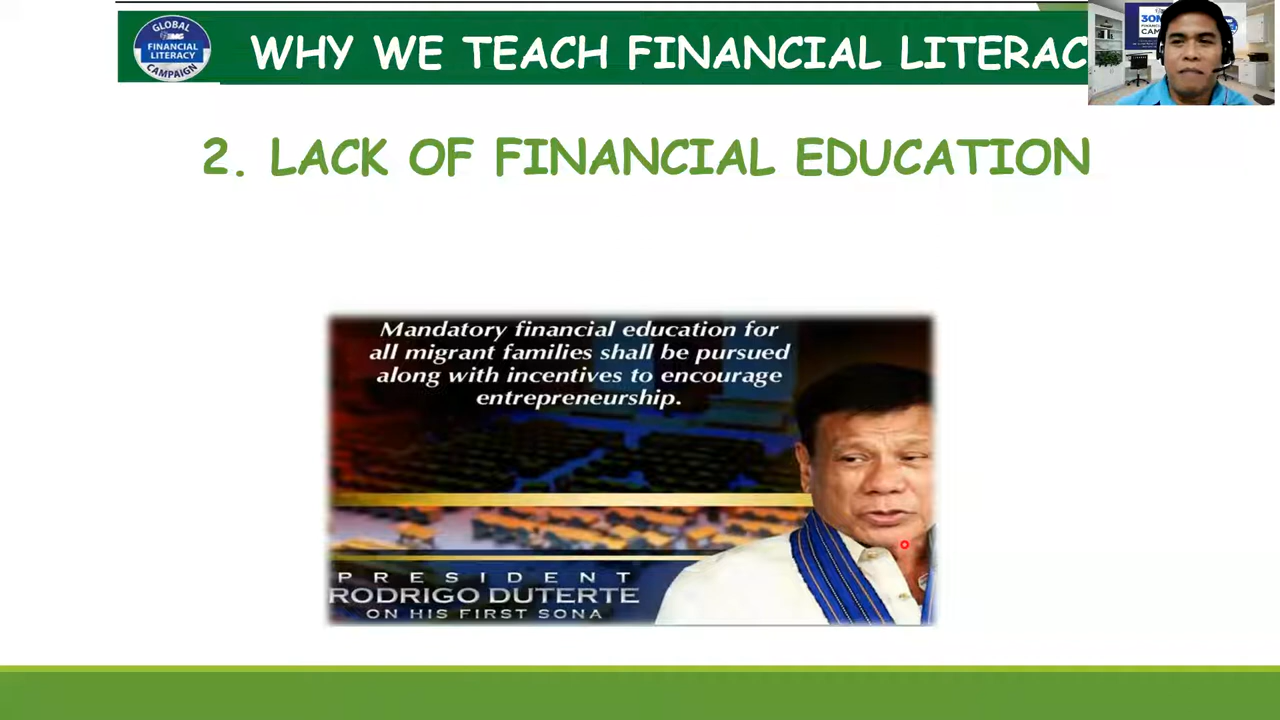 GLOBAL
FINANCIAL
LITERACY
CAMPAIGN
WHY WE TEACH FINANCIAL LITERAC
2. LACK OF FINANCIAL EDUCATION
Mandatory financial education for
all migrant families shall be pursued
along with incentives to encourage
entrepreneurship.
PRESIDENT
RODRIGO DUTERTE
ON HIS FIRST SONA